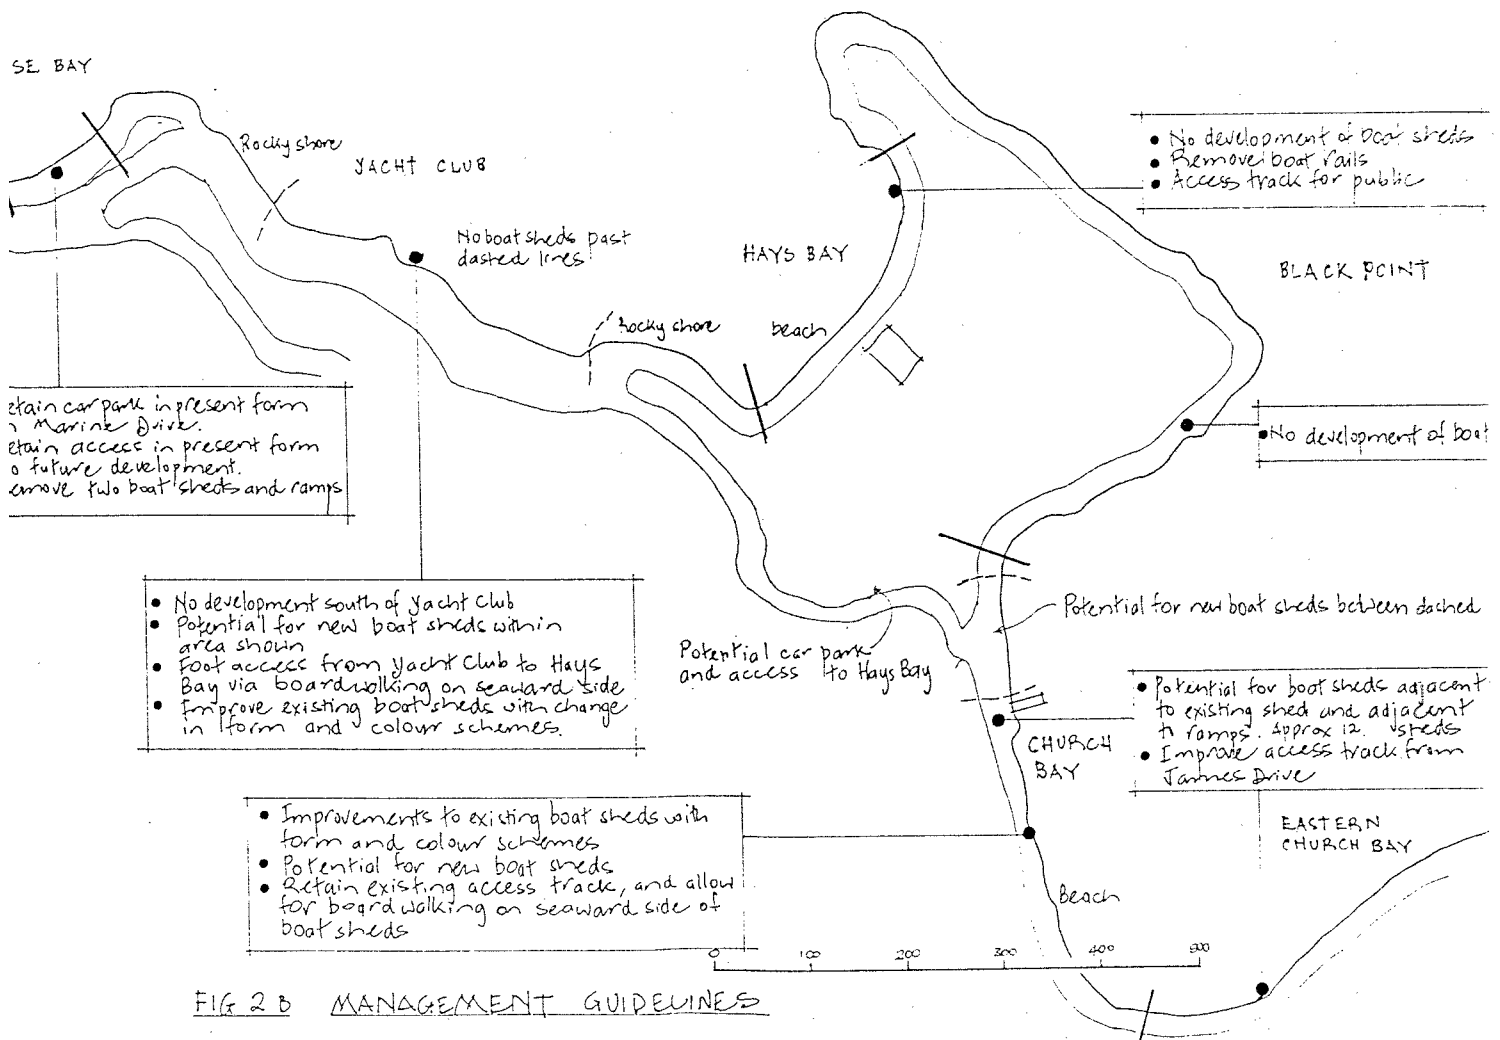 SE BAY
Rocky shore
YACHT CLUB
No boat sheds past
dashed lines
HAYS BAY
beach
Rocky shore
• No development of boat sheds
• Remove boat rails
• Access track for public
BLACK POINT
• No development of boat
etain car park in present form
n Marine Drive.
etain access in present form
o future development.
emove two boat sheds and ramps
• No development south of Yacht Club
• Potential for new boat sheds within
area shown
• Foot access from Yacht Club to Hays
Bay via boardwalking on seaward side
• Improve existing boat sheds with change
in form and colour schemes.
Potential car park
and access to Hays Bay
Potential for new boat sheds between dashed
• Potential for boat sheds adjacent
to existing shed and adjacent
to ramps. Approx 12. sheds
• Improve access track from
James Drive
CHURCH
BAY
• Improvements to existing boat sheds with
form and colour schemes
• Potential for new boat sheds
• Retain existing access track, and allow
for board walking on seaward side of
boat sheds
EASTERN
CHURCH BAY
Beach
0 100 200 300 400 500
FIG 2 B MANAGEMENT GUIDELINES